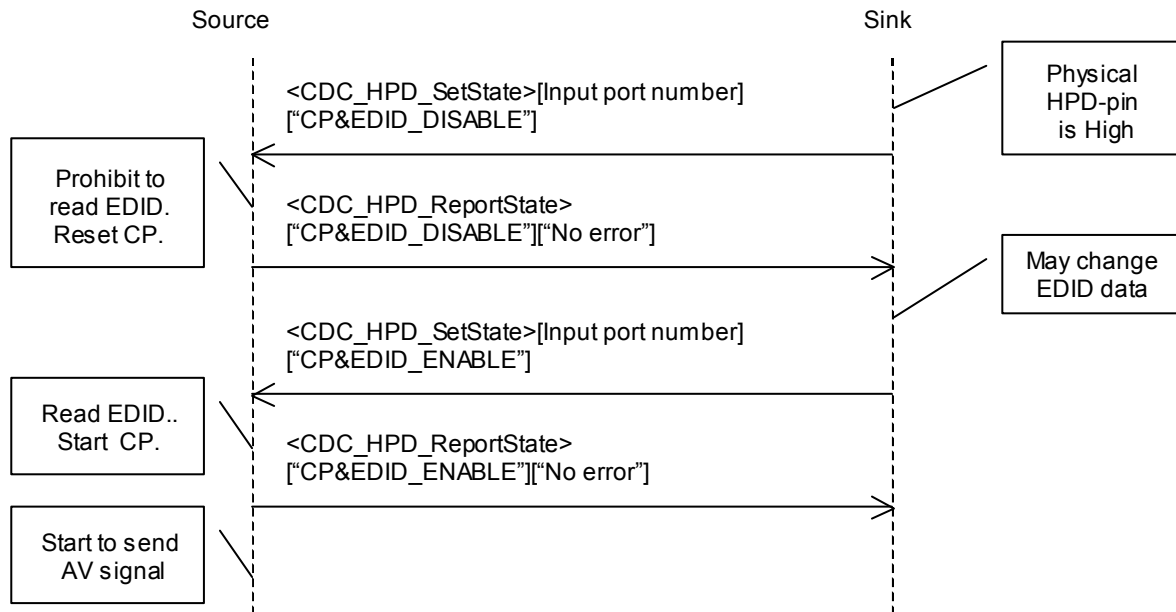 Source
Sink
<CDC_HPD_SetState>[Input port number]
[“CP&EDID_DISABLE”]
Physical
HPD-pin
is High
Prohibit to
read EDID.
Reset CP.
<CDC_HPD_ReportState>
[“CP&EDID_DISABLE”][“No error”]
May change
EDID data
<CDC_HPD_SetState>[Input port number]
[“CP&EDID_ENABLE”]
Read EDID..
Start CP.
<CDC_HPD_ReportState>
[“CP&EDID_ENABLE”][“No error”]
Start to send
AV signal